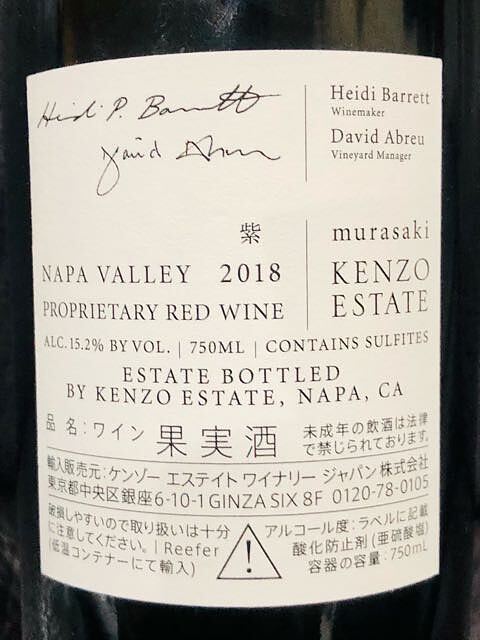 Heidi P. Barrett
David Abreu
Heidi Barrett
Winemaker
David Abreu
Vineyard Manager
紫
murasaki
NAPA VALLEY 2018
PROPRIETARY RED WINE
KENZO
ESTATE
ALC. 15.2% BY VOL. | 750ML | CONTAINS SULFITES
ESTATE BOTTLED
BY KENZO ESTATE, NAPA, CA
品 名:ワイン 果実酒
未成年の飲酒は法律
で禁じられております。
輸入販売元:ケンゾー エステイト ワイナリー ジャパン株式会社
東京都中央区銀座6-10-1 GINZA SIX 8F 0120-78-0105
破損しやすいので取り扱いは十分
に注意してください。| Reefer
(低温コンテナーにて輸入)
アルコール度:ラベルに記載
酸化防止剤(亜硫酸塩)
容器の容量:750mL